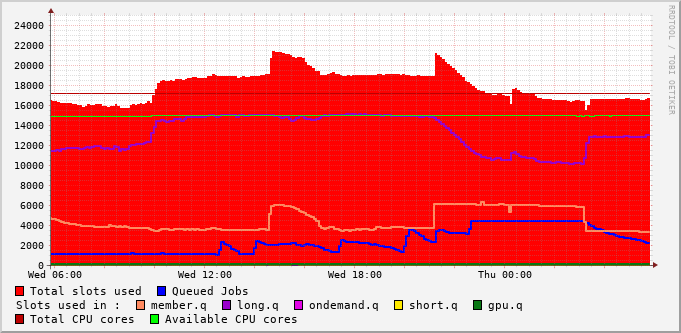 24000
22000
20000
18000
16000
14000
12000
10000
8000
6000
4000
2000
0
Wed 06:00 Wed 12:00 Wed 18:00 Thu 00:00
Total slots used Queued Jobs
Slots used in : member.q long.q ondemand.q short.q gpu.q
Total CPU cores Available CPU cores
RRDTOOL / TOBI OETIKER